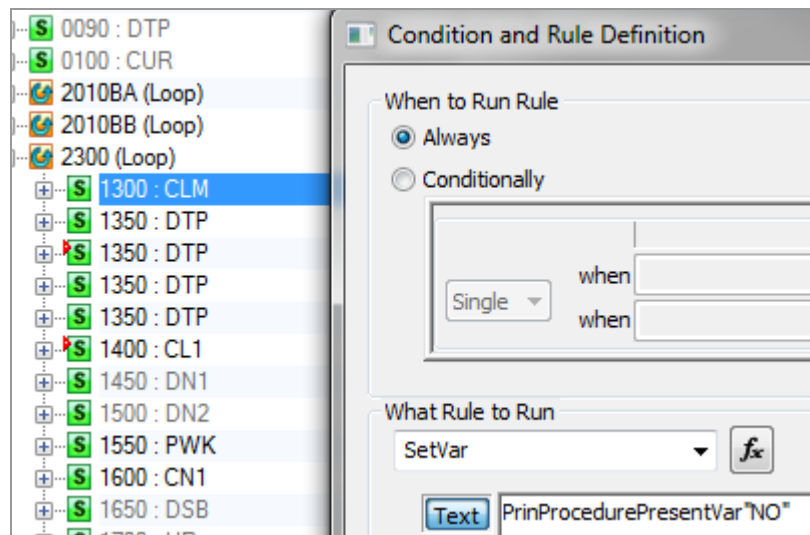 0090 : DTP
0100 : CUR
2010BA (Loop)
2010BB (Loop)
2300 (Loop)
1300 : CLM
1350 : DTP
1350 : DTP
1350 : DTP
1350 : DTP
1400 : CL1
1450 : DN1
1500 : DN2
1550 : PWK
1600 : CN1
1650 : DSB
Condition and Rule Definition
When to Run Rule
Always
Conditionally
Single
when
when
What Rule to Run
SetVar
fx
Text PrinProcedurePresentVar"NO"